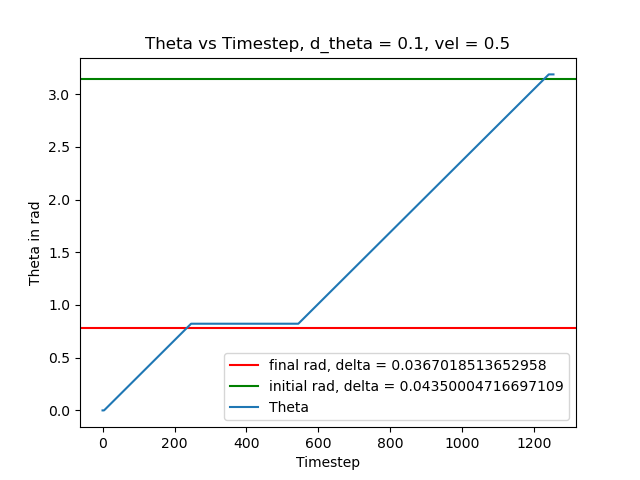 Theta vs Timestep, d_theta = 0.1, vel = 0.5
3.0
2.5
2.0
1.5
1.0
0.5
0.0
Theta in rad
final rad, delta = 0.0367018513652958
initial rad, delta = 0.04350004716697109
Theta
0 200 400 600 800 1000 1200
Timestep